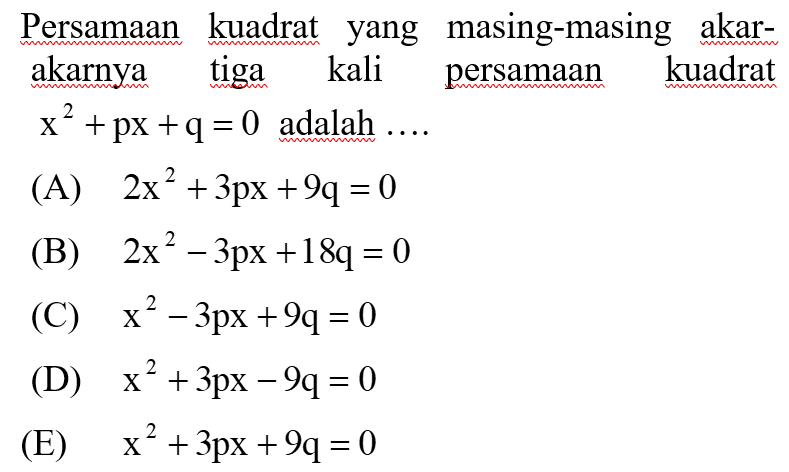 Persamaan kuadrat yang masing-masing akar-
akarnya tiga kali persamaan kuadrat
x² + px + q = 0 adalah ….
(A) 2x² + 3px + 9q = 0
(B) 2x² − 3px + 18q = 0
(C) x² − 3px + 9q = 0
(D) x² + 3px − 9q = 0
(E) x² + 3px + 9q = 0